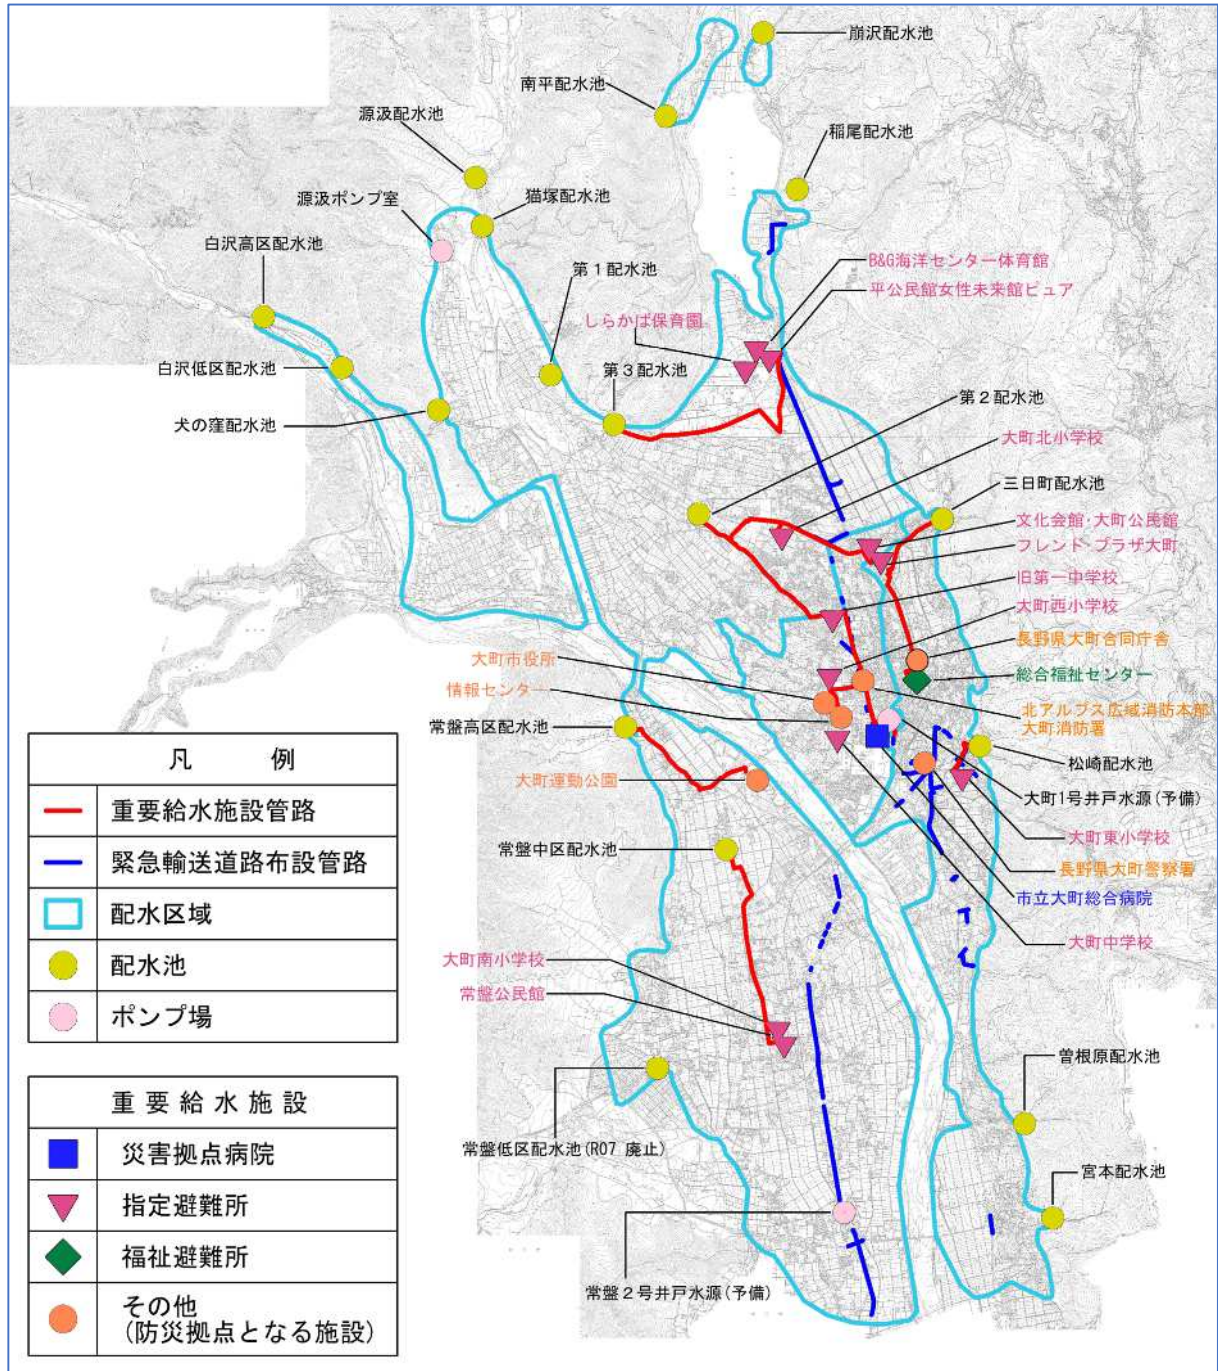 崩沢配水池
南平配水池
源汲配水池
稲尾配水池
源汲ポンプ室
猫塚配水池
白沢高区配水池
B&G海洋センター体育館
第1配水池
平公民館女性未来館ピュア
しらかば保育園
白沢低区配水池
第3配水池
第2配水池
犬の窪配水池
大町北小学校
三日町配水池
文化会館・大町公民館
フレンド・プラザ大町
旧第一中学校
大町西小学校
長野県大町合同庁舎
大町市役所
総合福祉センター
情報センター
北アルプス広域消防本部
大町消防署
常盤高区配水池
松崎配水池
大町運動公園
大町1号井戸水源(予備)
大町東小学校
常盤中区配水池
長野県大町警察署
市立大町総合病院
大町中学校
大町南小学校
常盤公民館
曽根原配水池
常盤低区配水池(R07 廃止)
宮本配水池
常盤2号井戸水源(予備)
凡 例
重要給水施設管路
緊急輸送道路布設管路
配水区域
配水池
ポンプ場
重要給水施設
災害拠点病院
指定避難所
福祉避難所
その他
(防災拠点となる施設)